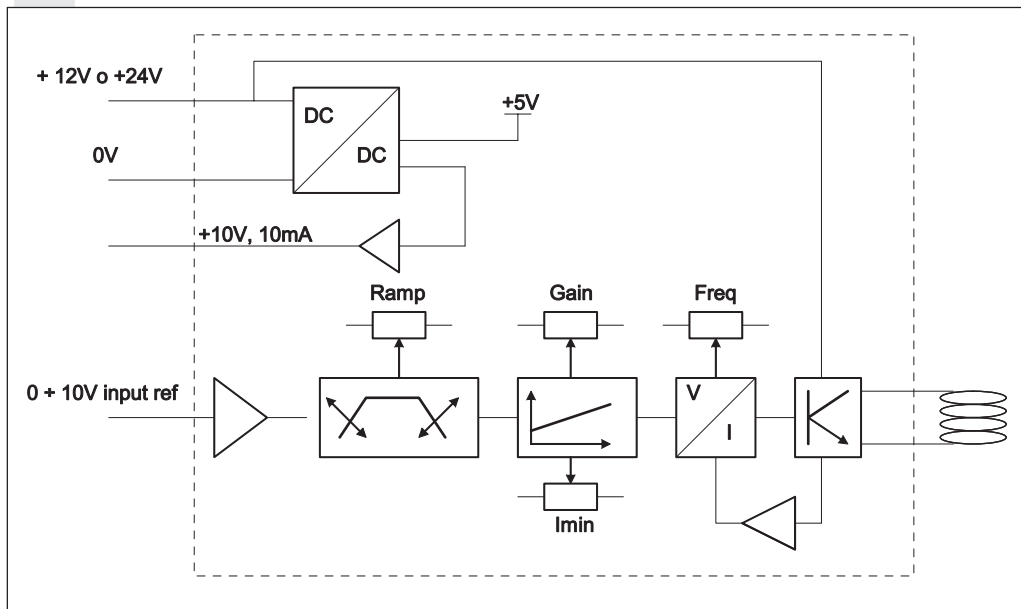 + 12V o +24V
DC
+5V
DC
0V
+10V, 10mA
Ramp
Gain
Freq
0 + 10V input ref
V
I
Imin